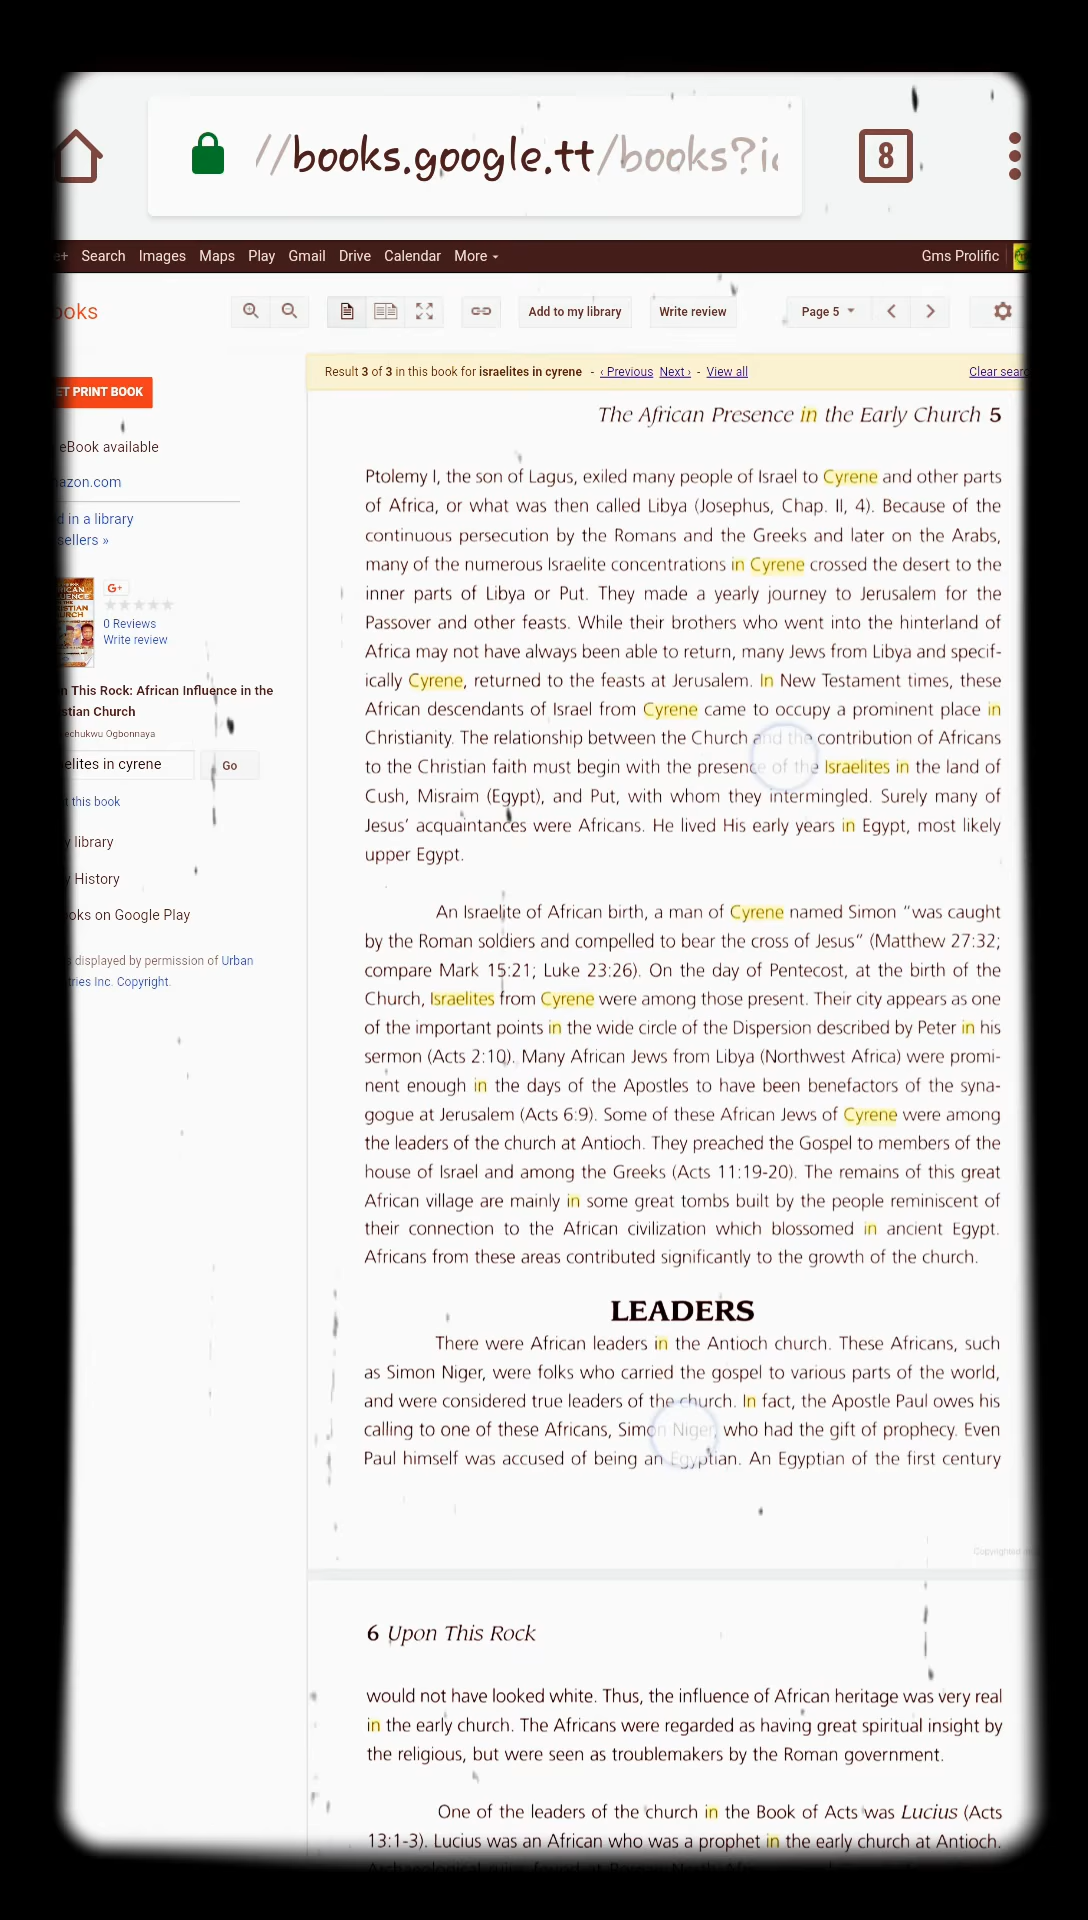 //books.google.tt/books?i
8
Search Images Maps Play Gmail Drive Calendar More
Gms Prolific
Add to my library
Write review
Page 5
PRINT BOOK
Result 3 of 3 in this book for israelites in cyrene - ‹ Previous Next › - View all
Clear
eBook available
in a library
G+
0 Reviews
Write review
This Rock: African Influence in the
Church
Ogbonnaya
in cyrene
Go
this book
library
History
on Google Play
displayed by permission of Urban
Inc. Copyright.
The African Presence in the Early Church 5
Ptolemy I, the son of Lagus, exiled many people of Israel to Cyrene and other parts
of Africa, or what was then called Libya (Josephus, Chap. II, 4). Because of the
continuous persecution by the Romans and the Greeks and later on the Arabs,
many of the numerous Israelite concentrations in Cyrene crossed the desert to the
inner parts of Libya or Put. They made a yearly journey to Jerusalem for the
Passover and other feasts. While their brothers who went into the hinterland of
Africa may not have always been able to return, many Jews from Libya and specif-
ically Cyrene, returned to the feasts at Jerusalem. In New Testament times, these
African descendants of Israel from Cyrene came to occupy a prominent place in
Christianity. The relationship between the Church and the contribution of Africans
to the Christian faith must begin with the presence of the Israelites in the land of
Cush, Misraim (Egypt), and Put, with whom they intermingled. Surely many of
Jesus’ acquaintances were Africans. He lived His early years in Egypt, most likely
upper Egypt.
An Israelite of African birth, a man of Cyrene named Simon “was caught
by the Roman soldiers and compelled to bear the cross of Jesus” (Matthew 27:32;
compare Mark 15:21; Luke 23:26). On the day of Pentecost, at the birth of the
Church, Israelites from Cyrene were among those present. Their city appears as one
of the important points in the wide circle of the Dispersion described by Peter in his
sermon (Acts 2:10). Many African Jews from Libya (Northwest Africa) were promi-
nent enough in the days of the Apostles to have been benefactors of the syna-
gogue at Jerusalem (Acts 6:9). Some of these African Jews of Cyrene were among
the leaders of the church at Antioch. They preached the Gospel to members of the
house of Israel and among the Greeks (Acts 11:19-20). The remains of this great
African village are mainly in some great tombs built by the people reminiscent of
their connection to the African civilization which blossomed in ancient Egypt.
Africans from these areas contributed significantly to the growth of the church.
LEADERS
There were African leaders in the Antioch church. These Africans, such
as Simon Niger, were folks who carried the gospel to various parts of the world,
and were considered true leaders of the church. In fact, the Apostle Paul owes his
calling to one of these Africans, Simon Niger, who had the gift of prophecy. Even
Paul himself was accused of being an Egyptian. An Egyptian of the first century
Copyrighted
6 Upon This Rock
would not have looked white. Thus, the influence of African heritage was very real
in the early church. The Africans were regarded as having great spiritual insight by
the religious, but were seen as troublemakers by the Roman government.
One of the leaders of the church in the Book of Acts was Lucius (Acts
13:1-3). Lucius was an African who was a prophet in the early church at Antioch.